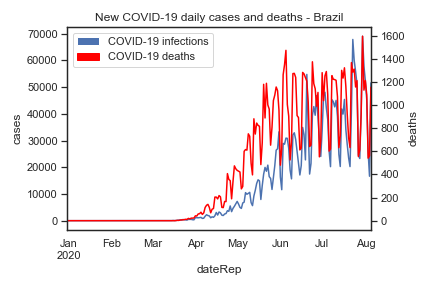 New COVID-19 daily cases and deaths - Brazil
COVID-19 infections
COVID-19 deaths
70000
60000
50000
40000
30000
20000
10000
0
cases
1600
1400
1200
1000
800
600
400
200
0
deaths
Jan Feb Mar Apr May Jun Jul Aug
2020
dateRep